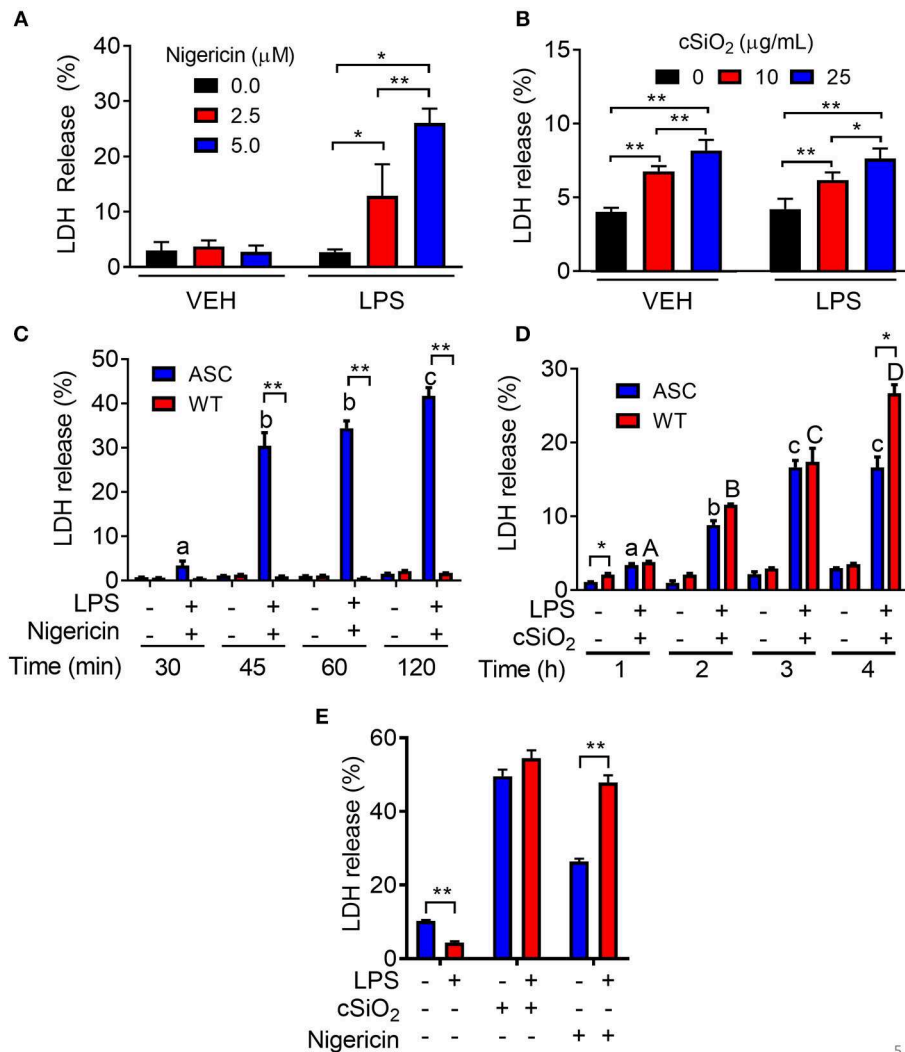 A
Nigericin (μM)
0.0
2.5
5.0
LDH Release (%)
40
30
20
10
0
*
**
*
VEH
LPS
B
cSiO₂ (μg/mL)
0
10
25
LDH release (%)
15
10
5
0
**
**
**
**
*
**
VEH
LPS
C
ASC
WT
LDH release (%)
50
40
30
20
10
0
a
b
**
b
**
c
**
LPS - + - + - + - +
Nigericin - + - + - + - +
Time (min) 30 45 60 120
D
ASC
WT
LDH release (%)
30
20
10
0
*
a A
b B
c C
c D
*
LPS - + - + - + - +
cSiO₂ - + - + - + - +
Time (h) 1 2 3 4
E
LDH release (%)
60
40
20
0
**
**
LPS - + - + - +
cSiO₂ - - + + - -
Nigericin - - - - + +
5